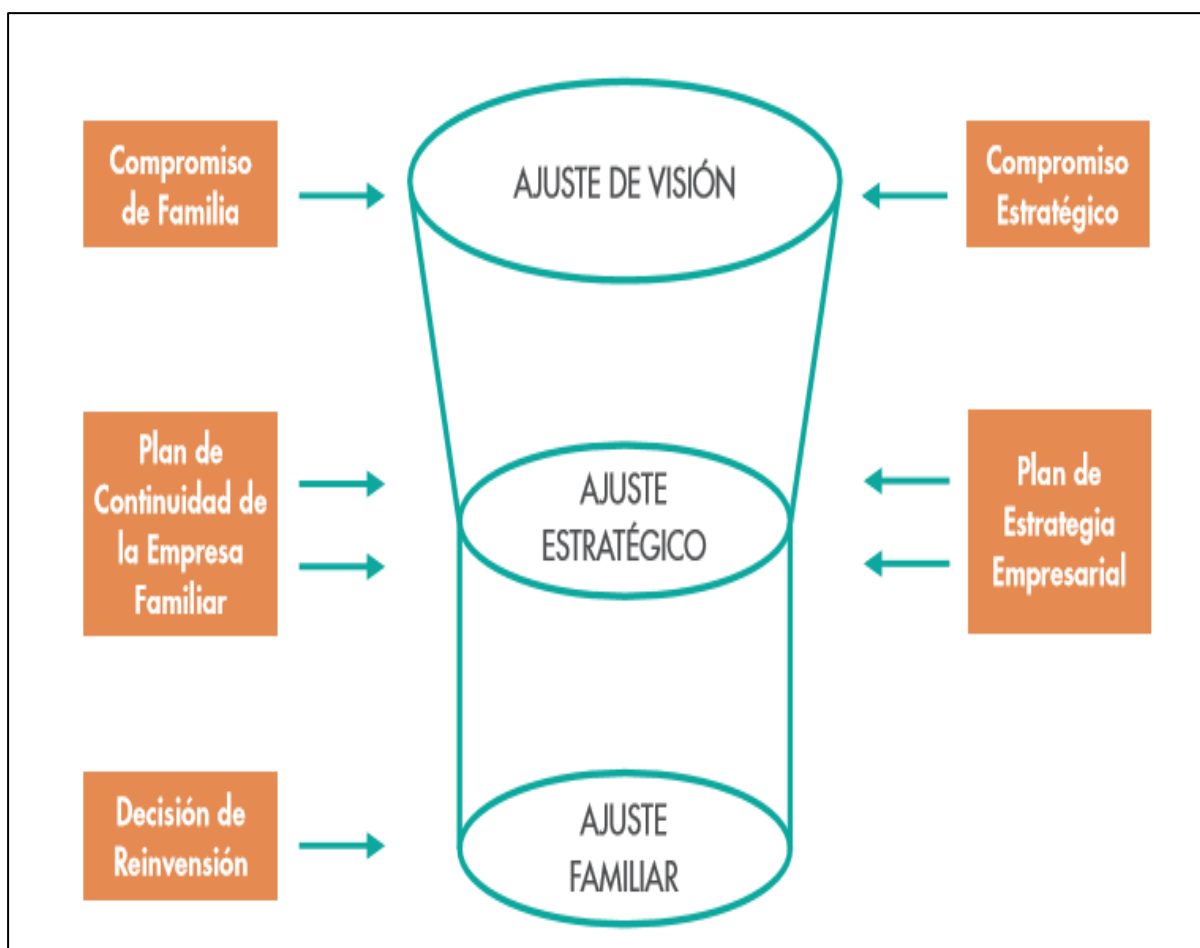 Compromiso
de Familia
AJUSTE DE VISIÓN
Compromiso
Estratégico
Plan de
Continuidad de
la Empresa
Familiar
AJUSTE
ESTRATÉGICO
Plan de
Estrategia
Empresarial
Decisión de
Reinvensión
AJUSTE
FAMILIAR